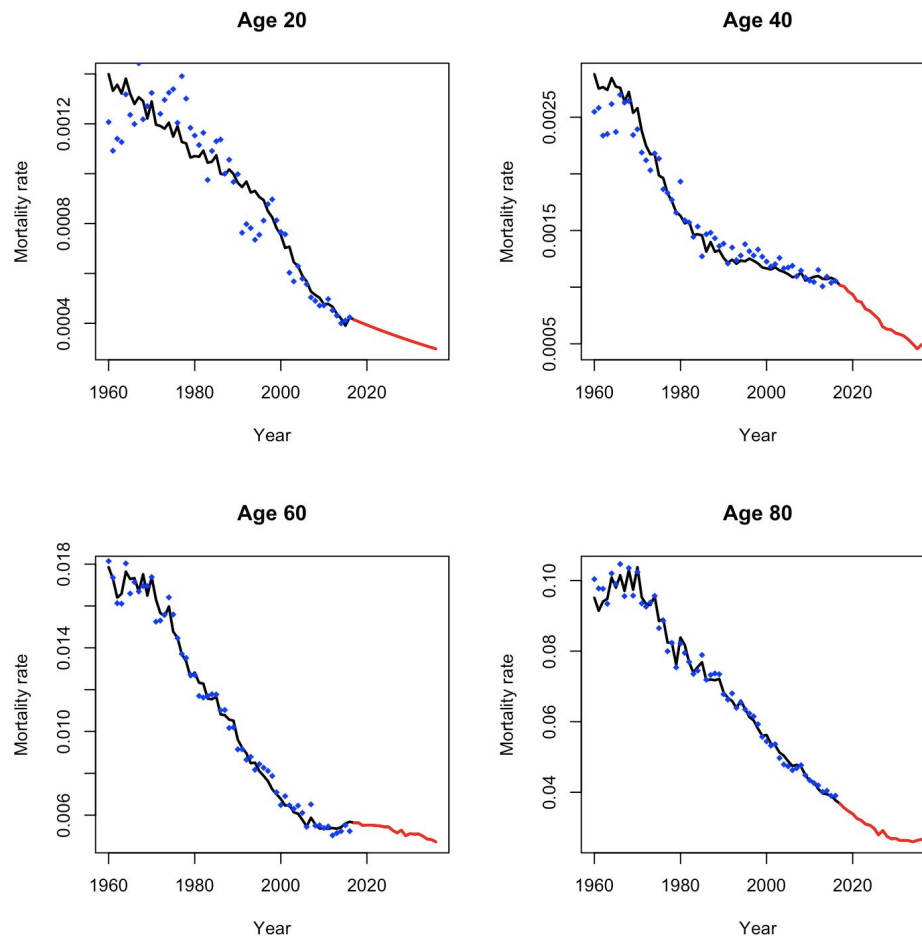 Age 20
Mortality rate
0.0004 0.0008 0.0012
1960 1980 2000 2020
Year
Age 40
Mortality rate
0.0005 0.0015 0.0025
1960 1980 2000 2020
Year
Age 60
Mortality rate
0.006 0.010 0.014 0.018
1960 1980 2000 2020
Year
Age 80
Mortality rate
0.04 0.06 0.08 0.10
1960 1980 2000 2020
Year